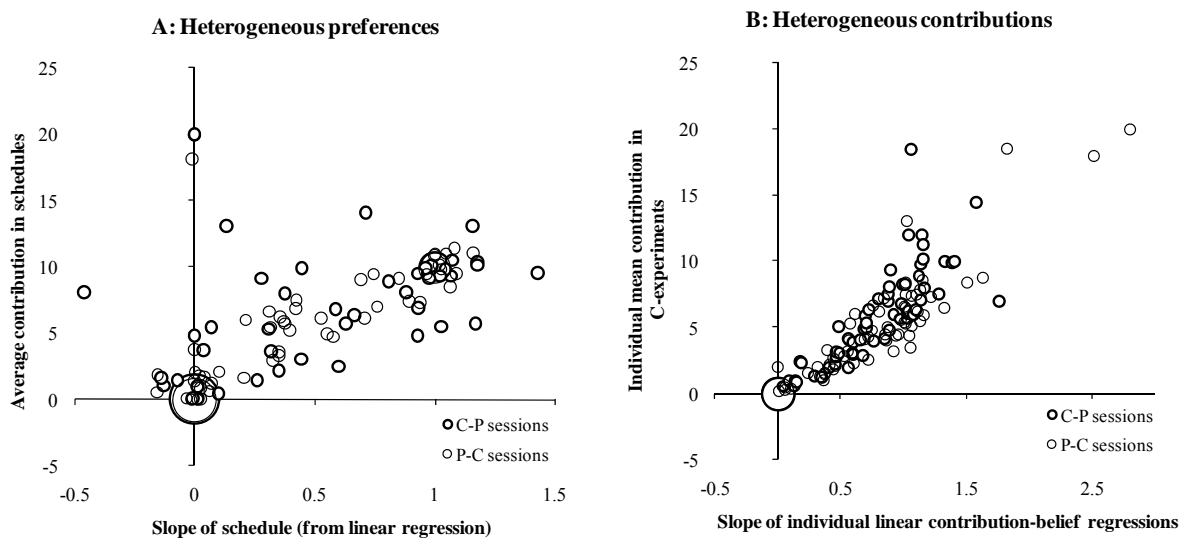 A: Heterogeneous preferences
Average contribution in schedules
25
20
15
10
5
0
-5
-0.5
0
0.5
1
1.5
C-P sessions
P-C sessions
Slope of schedule (from linear regression)
B: Heterogeneous contributions
Individual mean contribution in
C-experiments
25
20
15
10
5
0
-5
-0.5
0.5
1.5
2.5
C-P sessions
P-C sessions
Slope of individual linear contribution-belief regressions